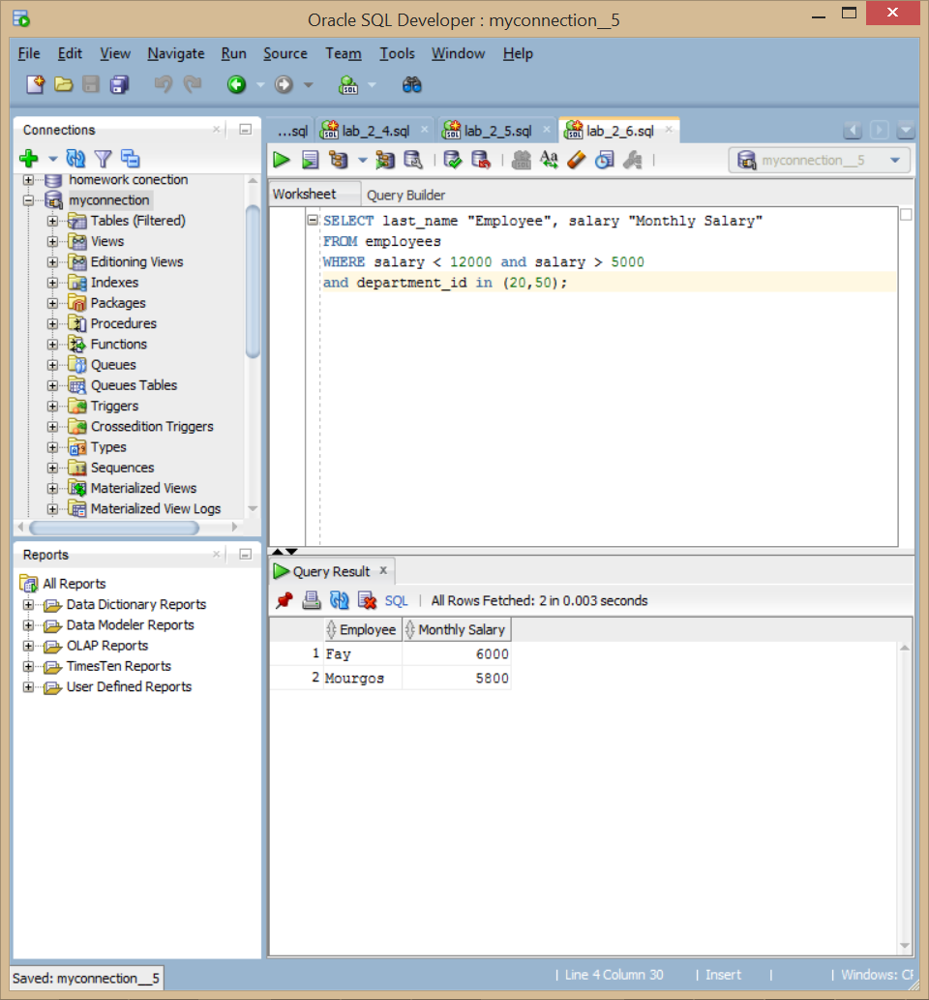 Oracle SQL Developer : myconnection__5
File Edit View Navigate Run Source Team Tools Window Help
Connections
homework conection
myconnection
Tables (Filtered)
Views
Editioning Views
Indexes
Packages
Procedures
Functions
Queues
Queues Tables
Triggers
Crossedition Triggers
Types
Sequences
Materialized Views
Materialized View Logs
Reports
All Reports
Data Dictionary Reports
Data Modeler Reports
OLAP Reports
TimesTen Reports
User Defined Reports
...sql lab_2_4.sql lab_2_5.sql lab_2_6.sql
myconnection__5
Worksheet Query Builder
SELECT last_name "Employee", salary "Monthly Salary"
FROM employees
WHERE salary < 12000 and salary > 5000
and department_id in (20,50);
Query Result
SQL | All Rows Fetched: 2 in 0.003 seconds
Employee Monthly Salary
1 Fay 6000
2 Mourgos 5800
Saved: myconnection__5
| Line 4 Column 30 | Insert | | Windows: CR